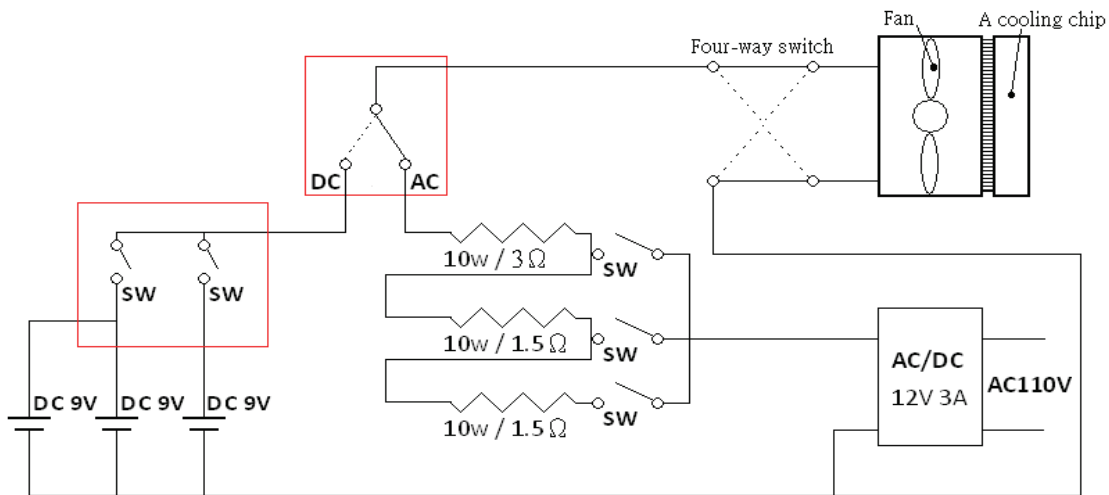 Fan
A cooling chip
Four-way switch
DC
AC
10w / 3Ω
SW
SW
SW
10w / 1.5Ω
SW
AC/DC
12V 3A
AC110V
DC 9V
DC 9V
DC 9V
SW
10w / 1.5Ω